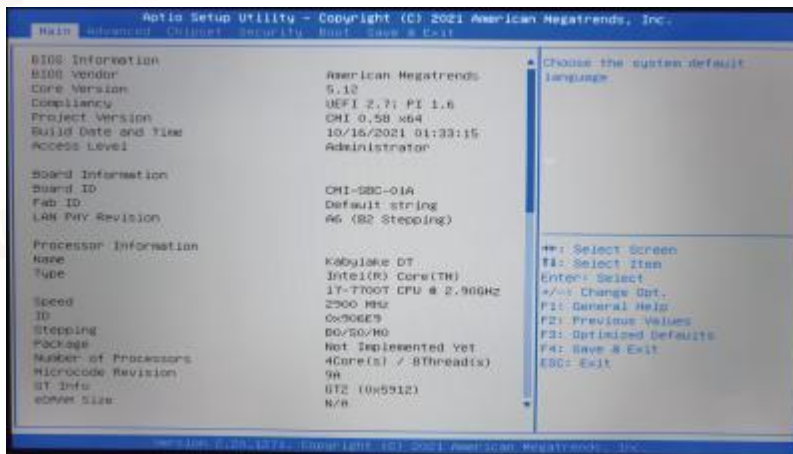 Aptio Setup Utility – Copyright (C) 2021 American Megatrends, Inc.
Main Advanced Chipset Security Boot Save & Exit
BIOS Information
BIOS Vendor American Megatrends
Core Version 5.12
Compliancy UEFI 2.7; PI 1.6
Project Version CMI 0.58 x64
Build Date and Time 10/16/2021 01:33:15
Access Level Administrator
Board Information
Board ID CMI-SBC-01A
Fab ID Default string
LAN PHY Revision A6 (B2 Stepping)
Processor Information
Name Kabylake DT
Type Intel(R) Core(TM)
i7-7700T CPU @ 2.90GHz
Speed 2900 MHz
ID 0x906E9
Stepping B0/S0/M0
Package Not Implemented Yet
Number of Processors 4Core(s) / 8Thread(s)
Microcode Revision 9A
GT Info GT2 (0x5912)
eDRAM Size N/A
Choose the system default
language
: Select Screen
↑↓: Select Item
Enter: Select
+/-: Change Opt.
F1: General Help
F2: Previous Values
F3: Optimized Defaults
F4: Save & Exit
ESC: Exit
Version Copyright (C) 2021 American Megatrends, Inc.